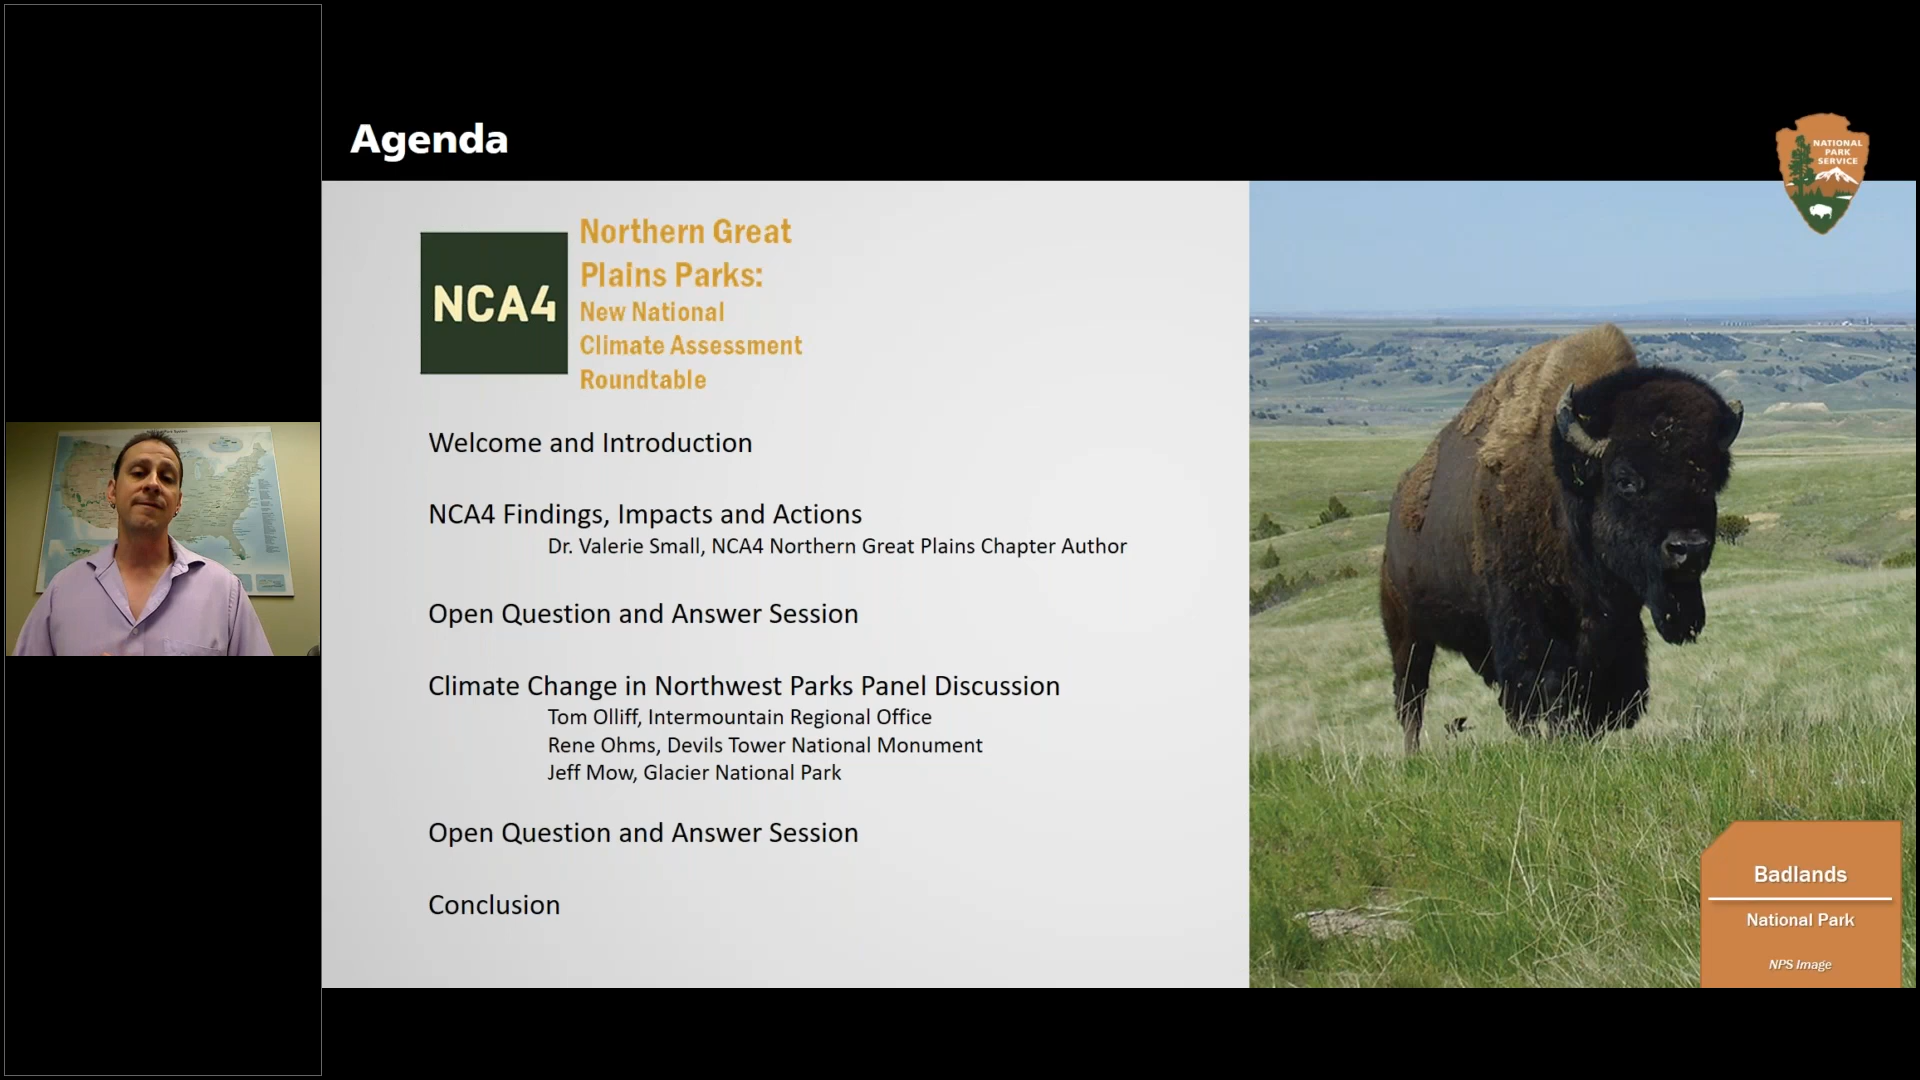 Agenda
NATIONAL
PARK
SERVICE
NCA4
Northern Great
Plains Parks:
New National
Climate Assessment
Roundtable
Welcome and Introduction
NCA4 Findings, Impacts and Actions
Dr. Valerie Small, NCA4 Northern Great Plains Chapter Author
Open Question and Answer Session
Climate Change in Northwest Parks Panel Discussion
Tom Olliff, Intermountain Regional Office
Rene Ohms, Devils Tower National Monument
Jeff Mow, Glacier National Park
Open Question and Answer Session
Conclusion
Badlands
National Park
NPS Image